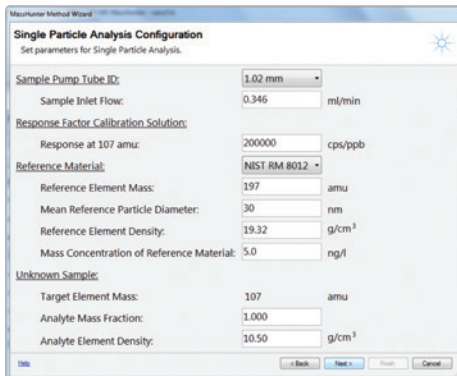 MassHunter Method Wizard
Single Particle Analysis Configuration
Set parameters for Single Particle Analysis.
Sample Pump Tube ID: 1.02 mm
Sample Inlet Flow: 0.346 ml/min
Response Factor Calibration Solution:
Response at 107 amu: 200000 cps/ppb
Reference Material: NIST RM 8012
Reference Element Mass: 197 amu
Mean Reference Particle Diameter: 30 nm
Reference Element Density: 19.32 g/cm³
Mass Concentration of Reference Material: 5.0 ng/l
Unknown Sample:
Target Element Mass: 107 amu
Analyte Mass Fraction: 1.000
Analyte Element Density: 10.50 g/cm³
Help < Back Next > Finish Cancel